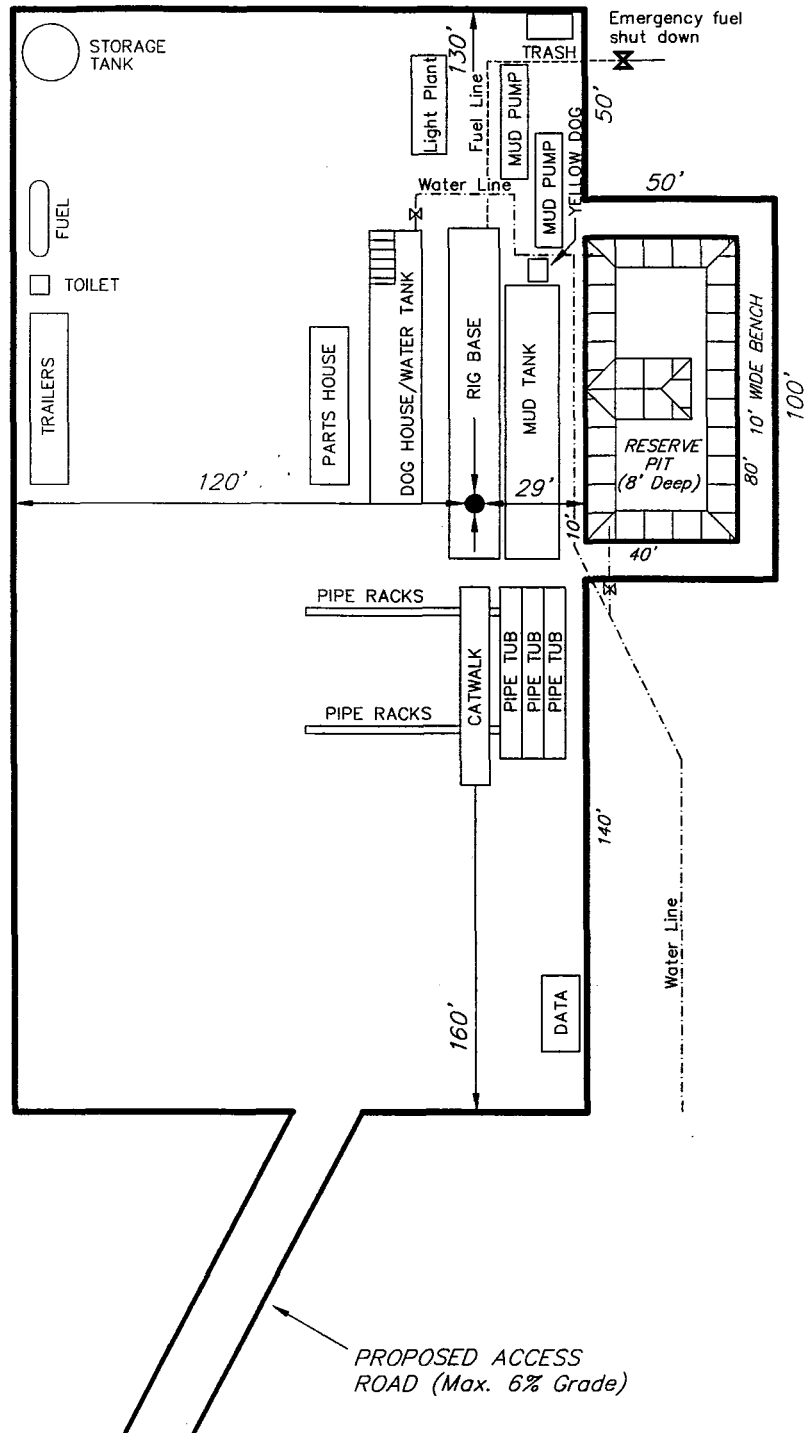 STORAGE
TANK
130'
TRASH
Emergency fuel
shut down
Light Plant
Fuel Line
MUD PUMP
MUD PUMP
YELLOW DOG
50'
50'
Water Line
FUEL
TOILET
TRAILERS
PARTS HOUSE
DOG HOUSE/WATER TANK
RIG BASE
MUD TANK
RESERVE
PIT
(8' Deep)
80'
10' WIDE BENCH
100'
120'
29'
10'
40'
PIPE RACKS
PIPE RACKS
CATWALK
PIPE TUB
PIPE TUB
PIPE TUB
140'
Water Line
160'
DATA
PROPOSED ACCESS
ROAD (Max. 6% Grade)